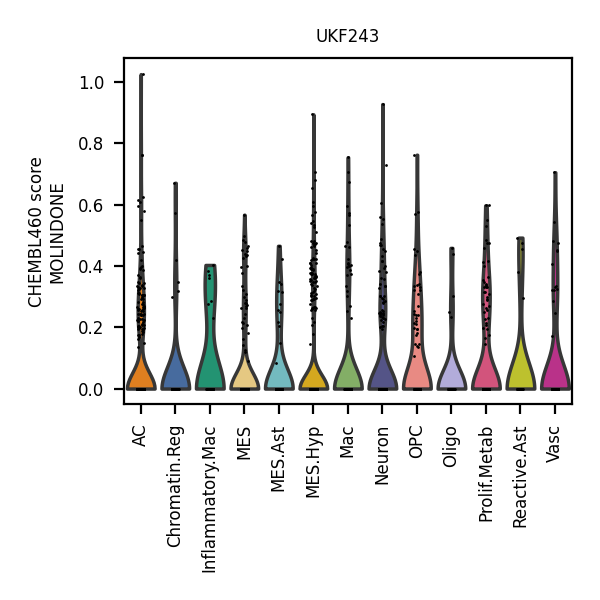 UKF243
CHEMBL460 score
MOLINDONE
1.0
0.8
0.6
0.4
0.2
0.0
AC
Chromatin.Reg
Inflammatory.Mac
MES
MES.Ast
MES.Hyp
Mac
Neuron
OPC
Oligo
Prolif.Metab
Reactive.Ast
Vasc